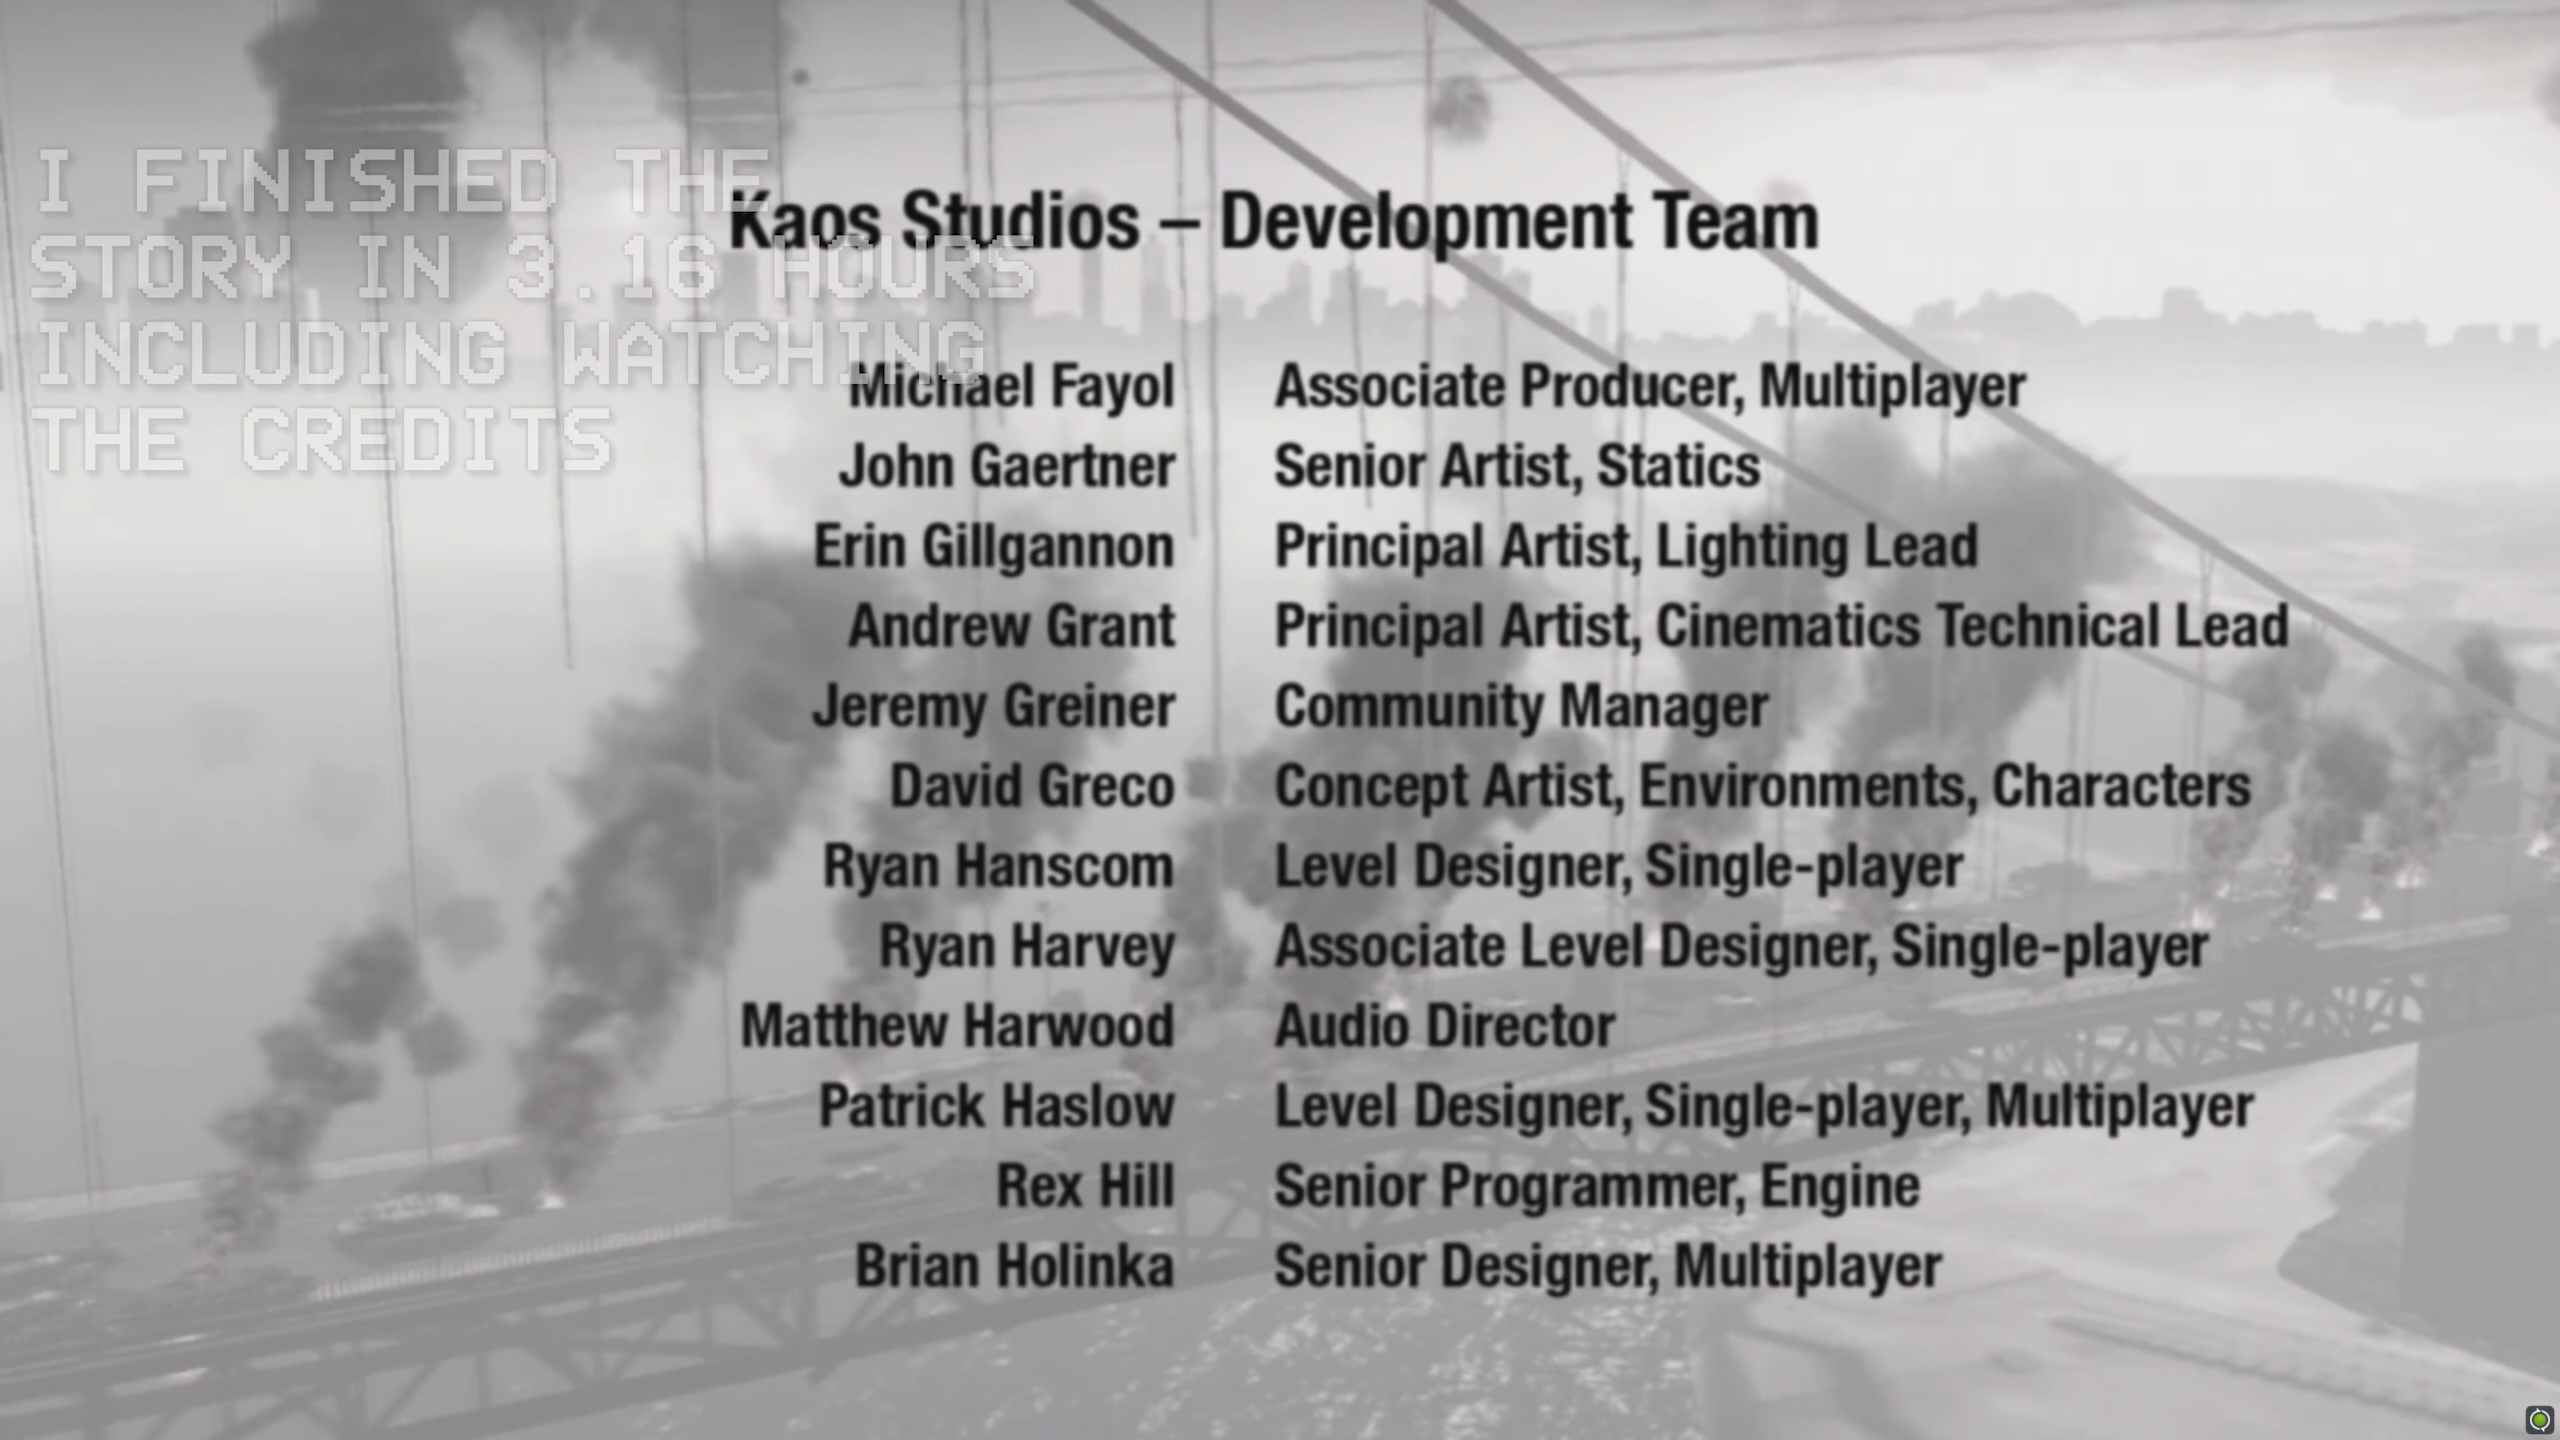 I FINISHED THE
STORY IN 3.16 HOURS
INCLUDING WATCHING
THE CREDITS
Kaos Studios – Development Team
Michael Fayol Associate Producer, Multiplayer
John Gaertner Senior Artist, Statics
Erin Gillgannon Principal Artist, Lighting Lead
Andrew Grant Principal Artist, Cinematics Technical Lead
Jeremy Greiner Community Manager
David Greco Concept Artist, Environments, Characters
Ryan Hanscom Level Designer, Single-player
Ryan Harvey Associate Level Designer, Single-player
Matthew Harwood Audio Director
Patrick Haslow Level Designer, Single-player, Multiplayer
Rex Hill Senior Programmer, Engine
Brian Holinka Senior Designer, Multiplayer